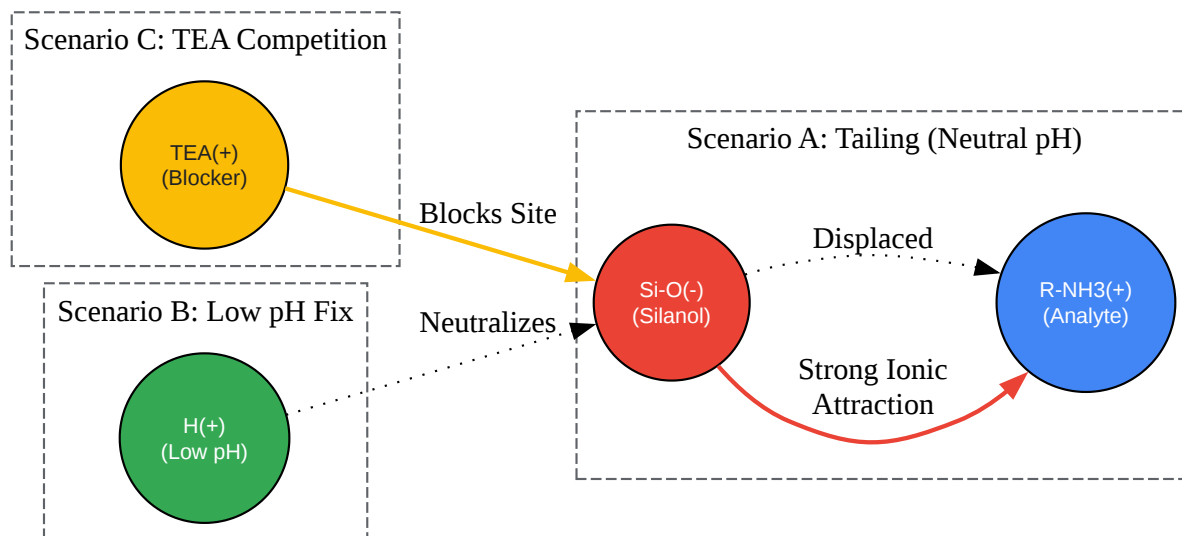 Scenario C: TEA Competition
TEA(+)
(Blocker)
Blocks Site
Scenario B: Low pH Fix
H(+)
(Low pH)
Neutralizes
Scenario A: Tailing (Neutral pH)
Si-O(-)
(Silanol)
Displaced
Strong Ionic
Attraction
R-NH3(+)
(Analyte)